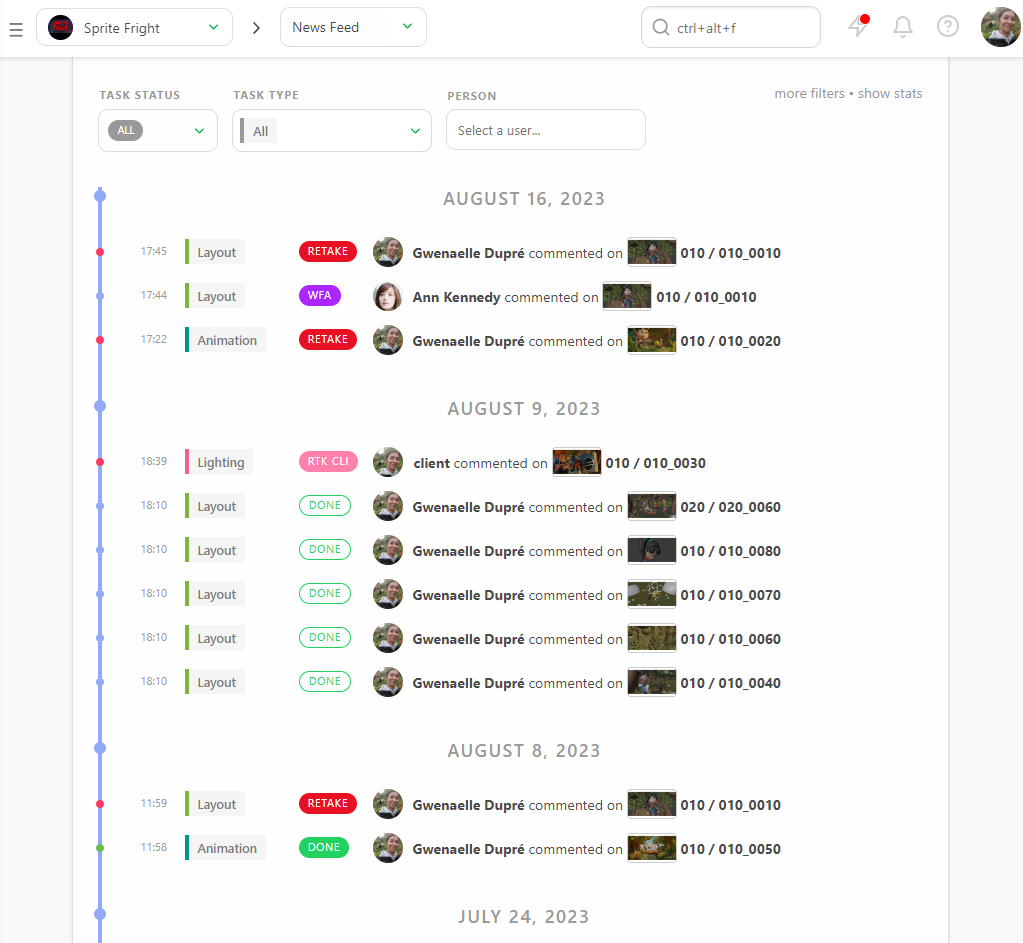 Sprite Fright News Feed ctrl+alt+f
TASK STATUS TASK TYPE PERSON more filters • show stats
ALL All Select a user...
AUGUST 16, 2023
17:45 Layout RETAKE Gwenaelle Dupré commented on 010 / 010_0010
17:44 Layout WFA Ann Kennedy commented on 010 / 010_0010
17:22 Animation RETAKE Gwenaelle Dupré commented on 010 / 010_0020
AUGUST 9, 2023
18:39 Lighting RTK CLI client commented on 010 / 010_0030
18:10 Layout DONE Gwenaelle Dupré commented on 020 / 020_0060
18:10 Layout DONE Gwenaelle Dupré commented on 010 / 010_0080
18:10 Layout DONE Gwenaelle Dupré commented on 010 / 010_0070
18:10 Layout DONE Gwenaelle Dupré commented on 010 / 010_0060
18:10 Layout DONE Gwenaelle Dupré commented on 010 / 010_0040
AUGUST 8, 2023
11:59 Layout RETAKE Gwenaelle Dupré commented on 010 / 010_0010
11:58 Animation DONE Gwenaelle Dupré commented on 010 / 010_0050
JULY 24, 2023